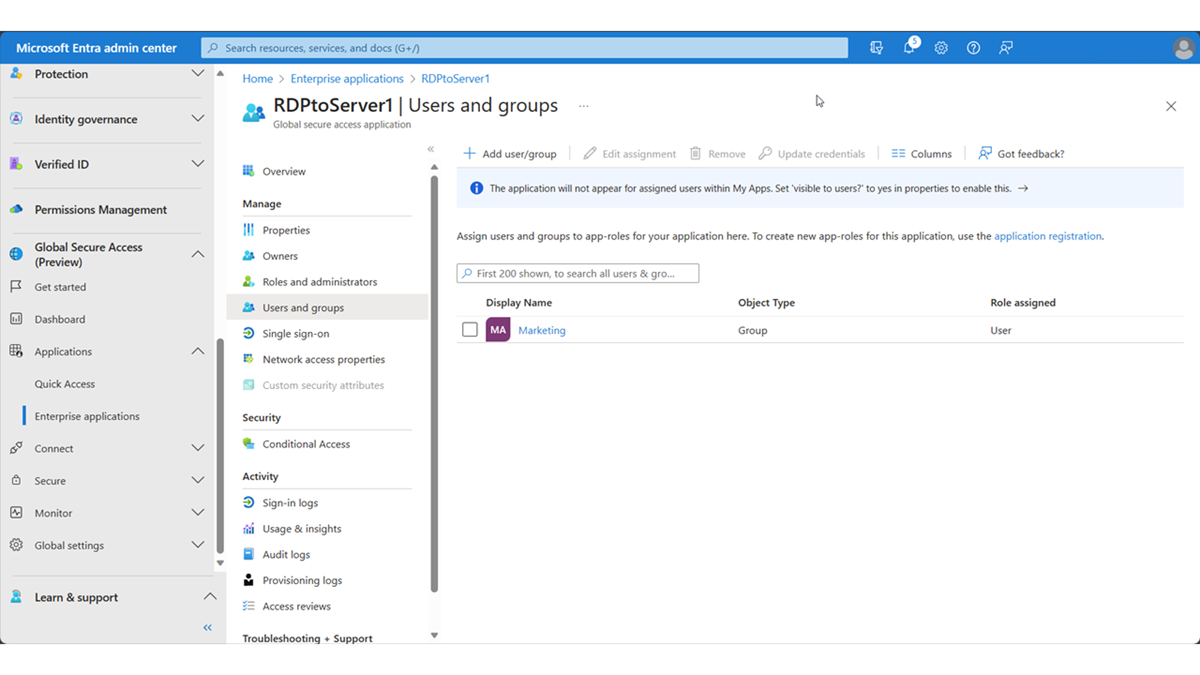 Microsoft Entra admin center
Search resources, services, and docs (G+/)
5
Protection
Identity governance
Verified ID
Permissions Management
Global Secure Access
(Preview)
Get started
Dashboard
Applications
Quick Access
Enterprise applications
Connect
Secure
Monitor
Global settings
Learn & support
Home > Enterprise applications > RDPtoServer1
RDPtoServer1 | Users and groups ...
Global secure access application
Overview
Manage
Properties
Owners
Roles and administrators
Users and groups
Single sign-on
Network access properties
Custom security attributes
Security
Conditional Access
Activity
Sign-in logs
Usage & insights
Audit logs
Provisioning logs
Access reviews
Troubleshooting + Support
Add user/group Edit assignment Remove Update credentials Columns Got feedback?
The application will not appear for assigned users within My Apps. Set 'visible to users?' to yes in properties to enable this. →
Assign users and groups to app-roles for your application here. To create new app-roles for this application, use the application registration.
First 200 shown, to search all users & gro...
Display Name Object Type Role assigned
MA Marketing Group User